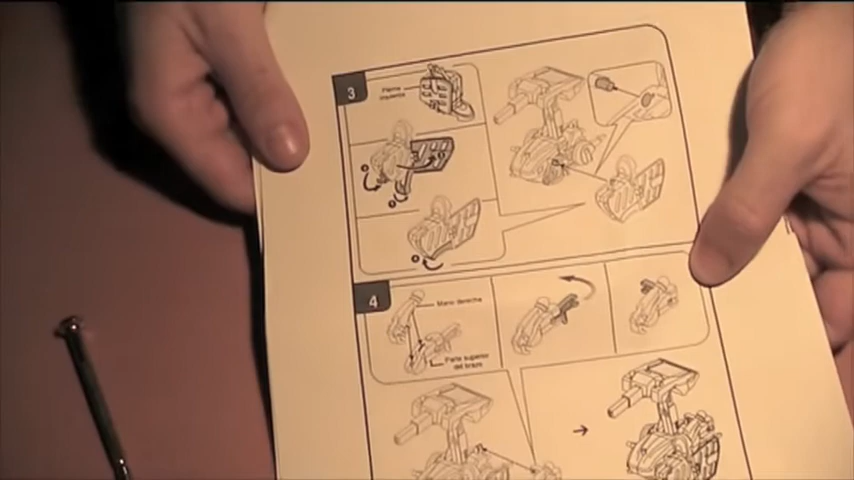 3
Pierna
izquierda
4
Mano derecha
Parte superior
del brazo